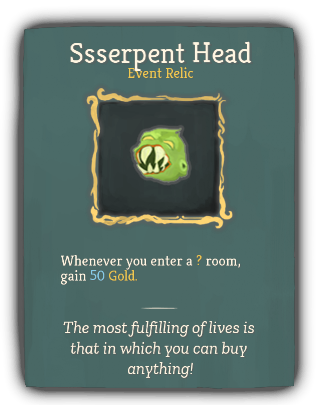 Ssserpent Head
Event Relic
Whenever you enter a ? room,
gain 50 Gold.
The most fulfilling of lives is
that in which you can buy
anything!